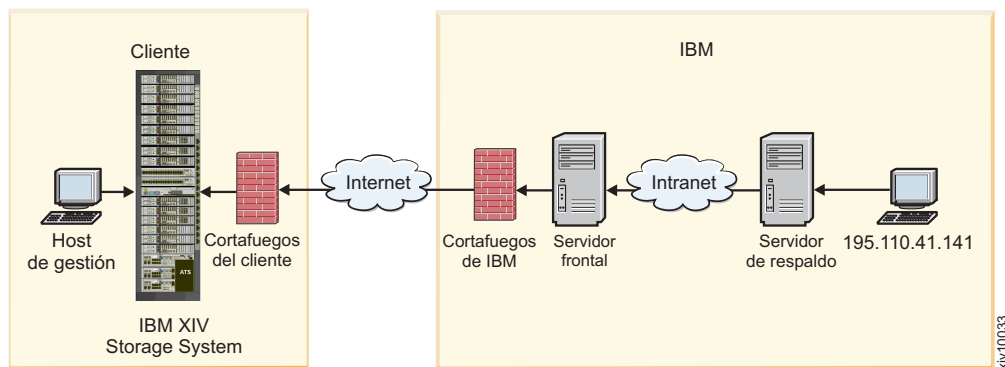 Cliente
IBM
ATS
Host
de gestión
IBM XIV
Storage System
Cortafuegos
del cliente
Internet
Cortafuegos
de IBM
Servidor
frontal
Intranet
Servidor
de respaldo
195.110.41.141
xiv10033